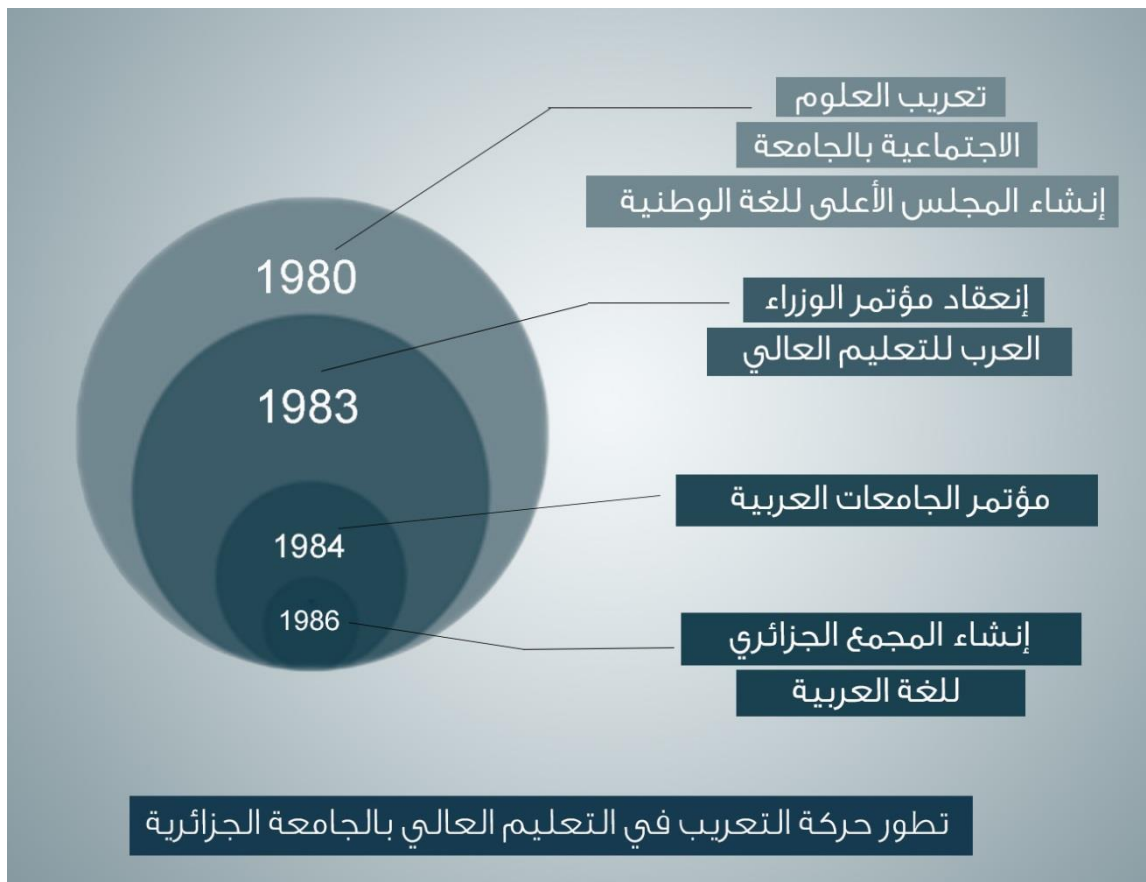 تعريب العلوم
الاجتماعية بالجامعة
إنشاء المجلس الأعلى للغة الوطنية
1980
إنعقاد مؤتمر الوزراء
العرب للتعليم العالي
1983
مؤتمر الجامعات العربية
1984
إنشاء المجمع الجزائري
للغة العربية
1986
تطور حركة التعريب في التعليم العالي بالجامعة الجزائرية